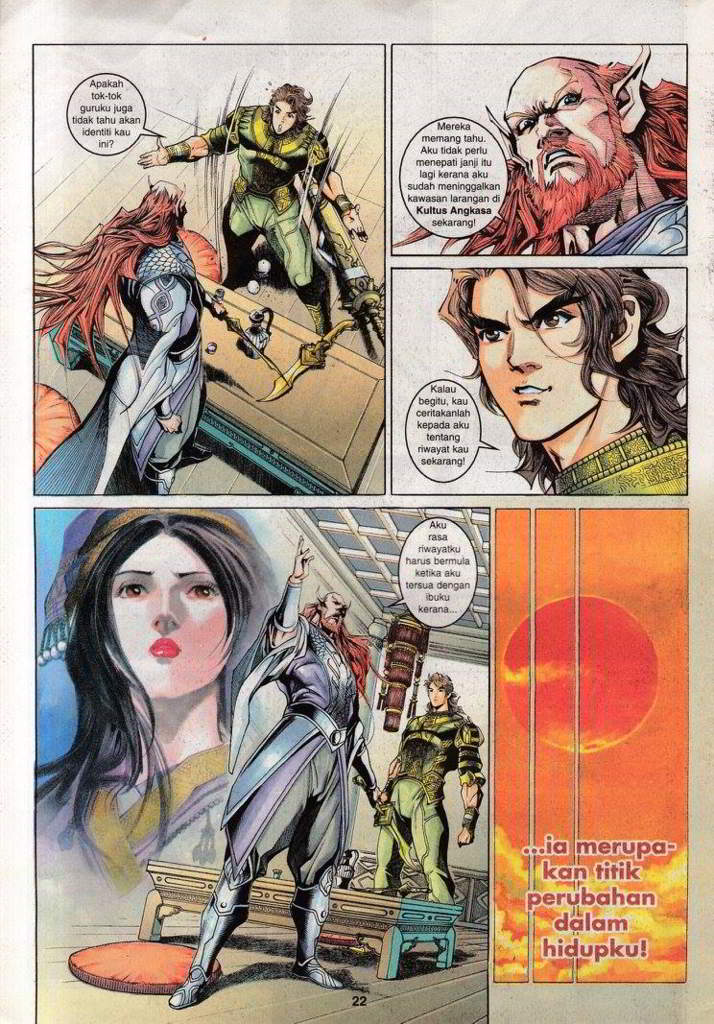 Apakah
tok-tok
guruku juga
tidak tahu akan
identiti kau
ini?
Mereka
memang tahu.
Aku tidak perlu
menepati janji itu
lagi kerana aku
sudah meninggalkan
kawasan larangan di
Kultus Angkasa
sekarang!
Kalau
begitu, kau
ceritakanlah
kepada aku
tentang
riwayat kau
sekarang!
Aku
rasa
riwayatku
harus bermula
ketika aku
tersua dengan
ibuku
kerana...
...ia merupa-
kan titik
perubahan
dalam
hidupku!
22